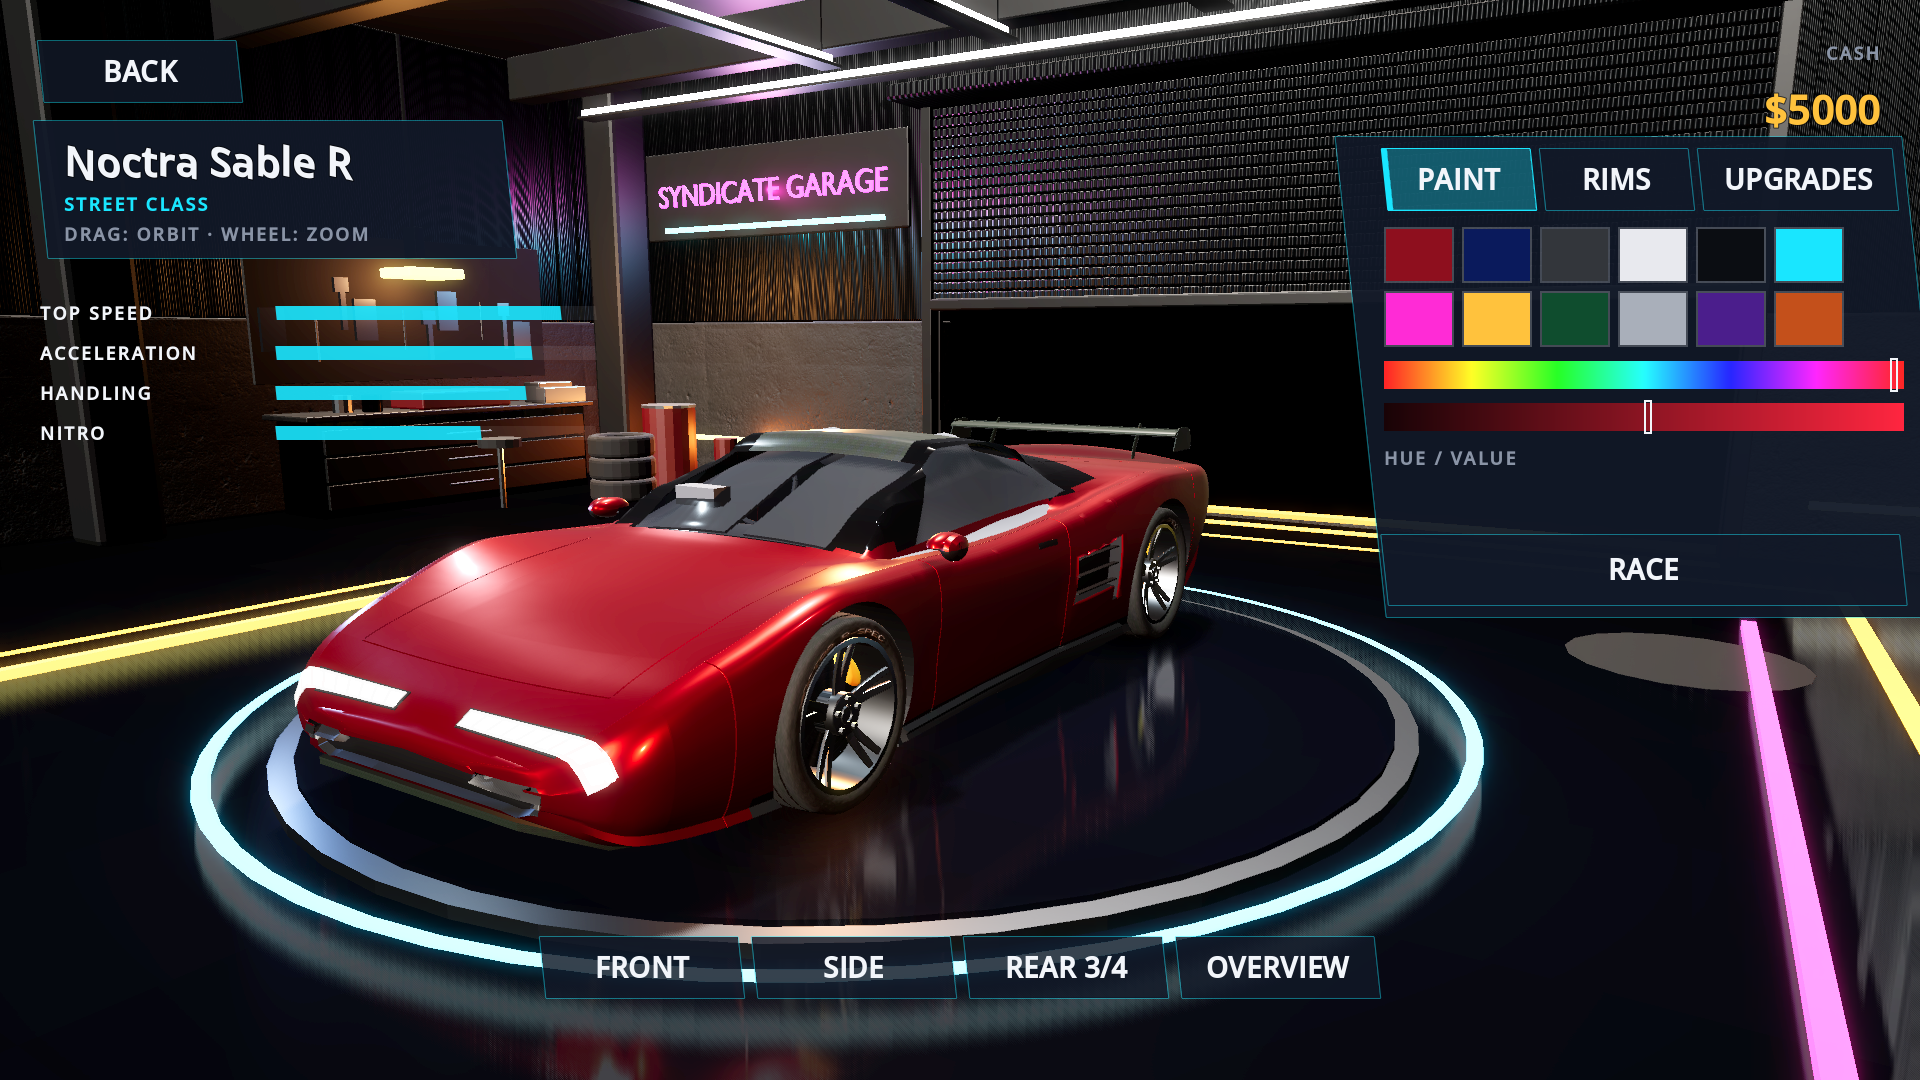 BACK
CASH
$5000
Noctra Sable R
STREET CLASS
DRAG: ORBIT · WHEEL: ZOOM
TOP SPEED
ACCELERATION
HANDLING
NITRO
SYNDICATE GARAGE
PAINT
RIMS
UPGRADES
HUE / VALUE
RACE
R-SPEC
FRONT
SIDE
REAR 3/4
OVERVIEW